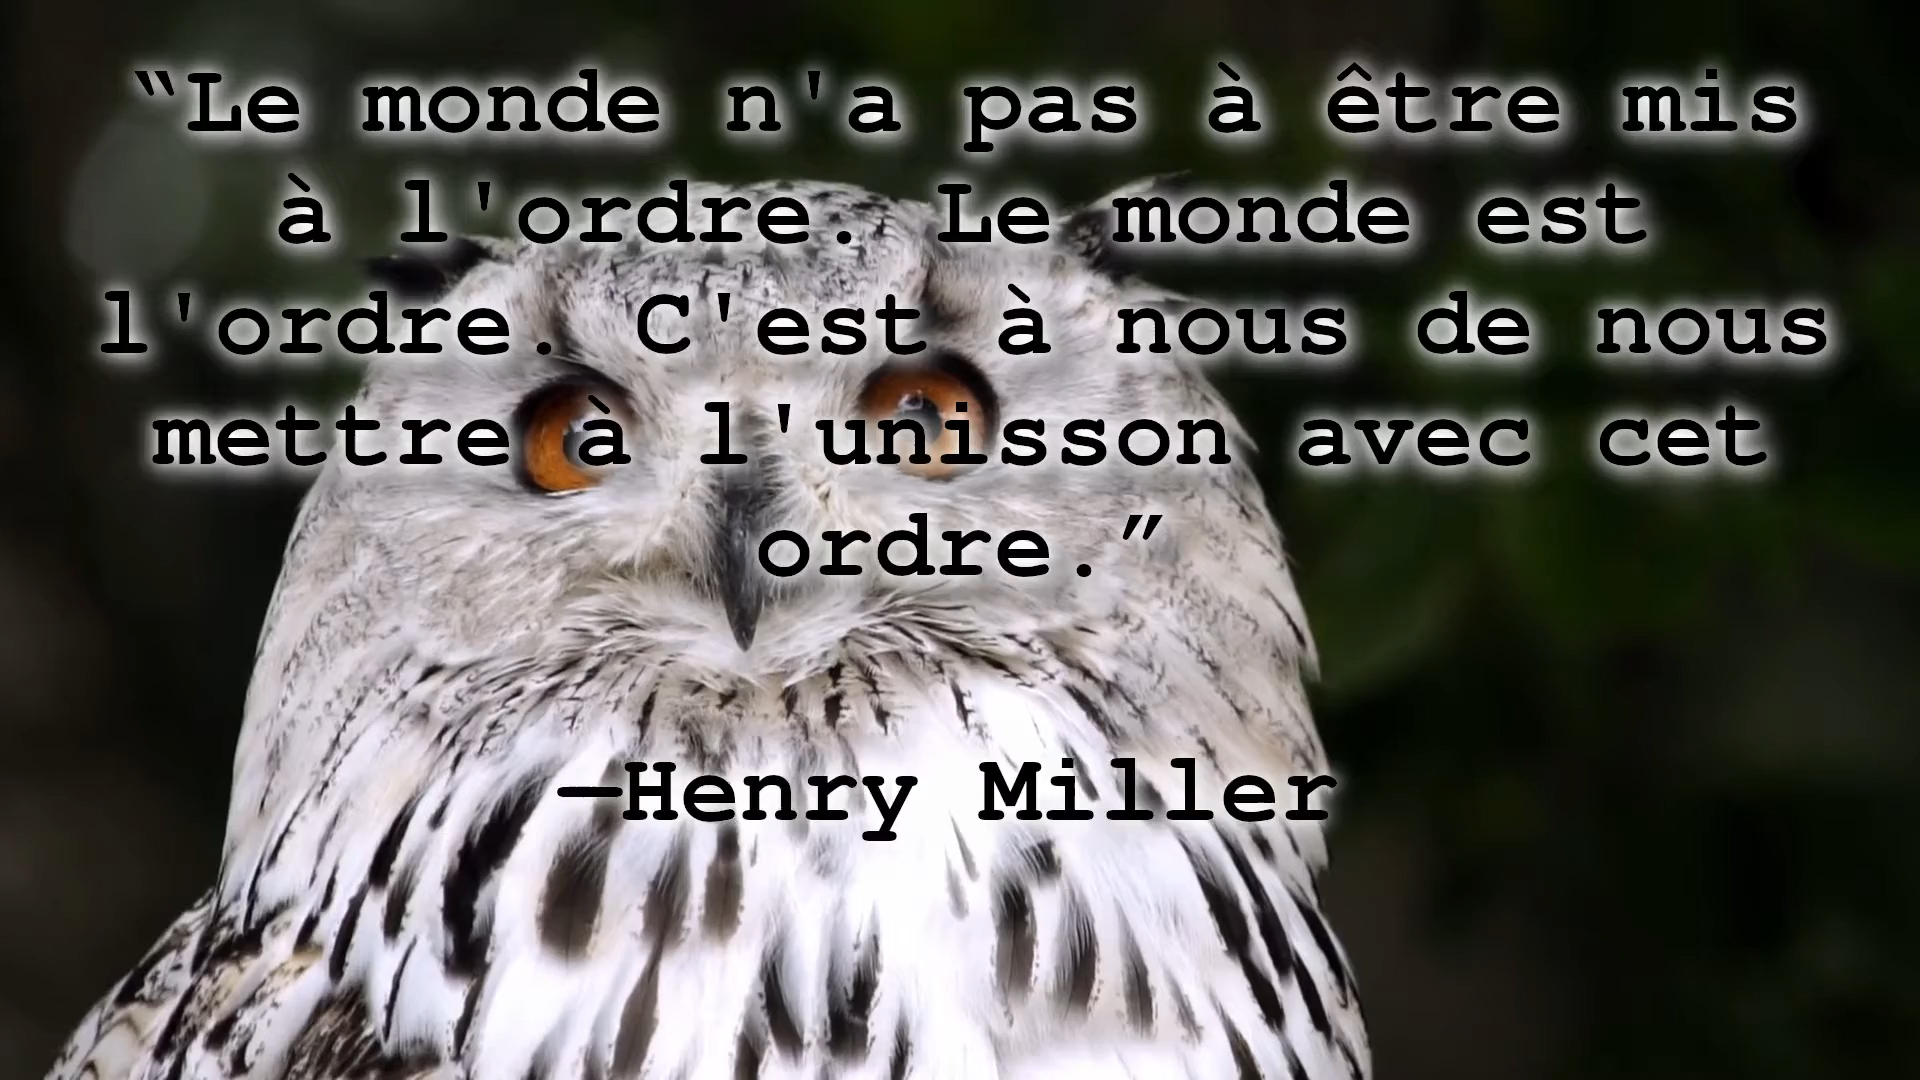 “Le monde n'a pas à être mis
à l'ordre. Le monde est
l'ordre. C'est à nous de nous
mettre à l'unisson avec cet
ordre.”
—Henry Miller